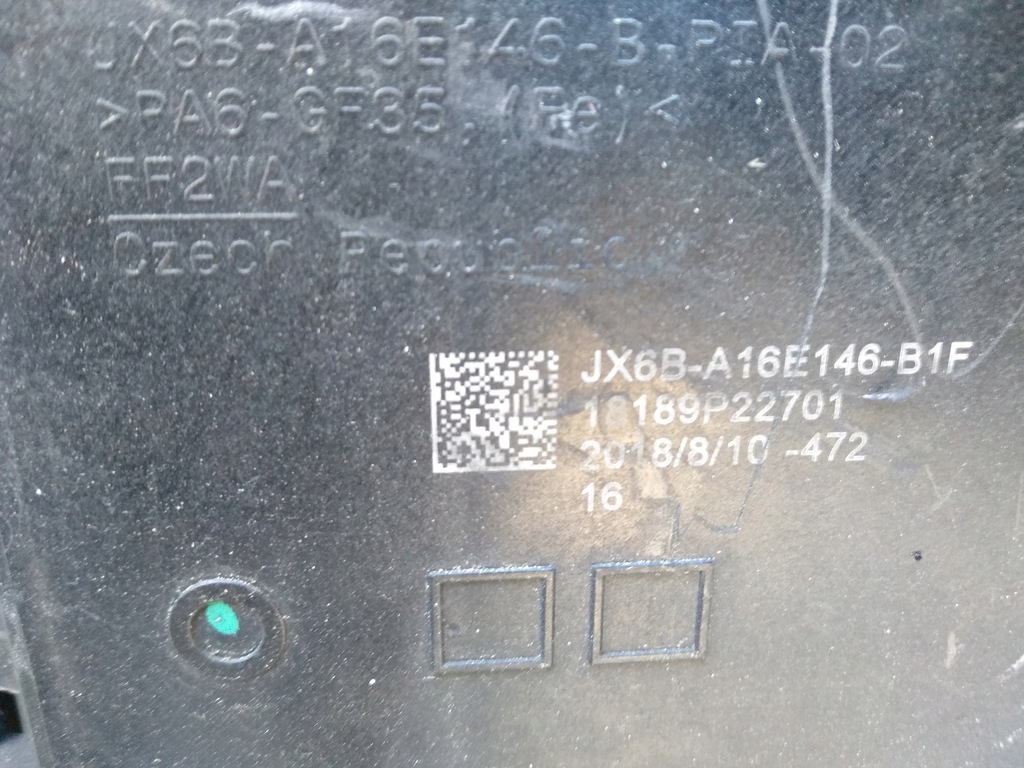 JX6B-A16E146-B-PIA-02
>PA6-GF35,(Fe)<
FF2WA
Czech Republic
JX6B-A16E146-B1F
18189P22701
2018/8/10 -472
16